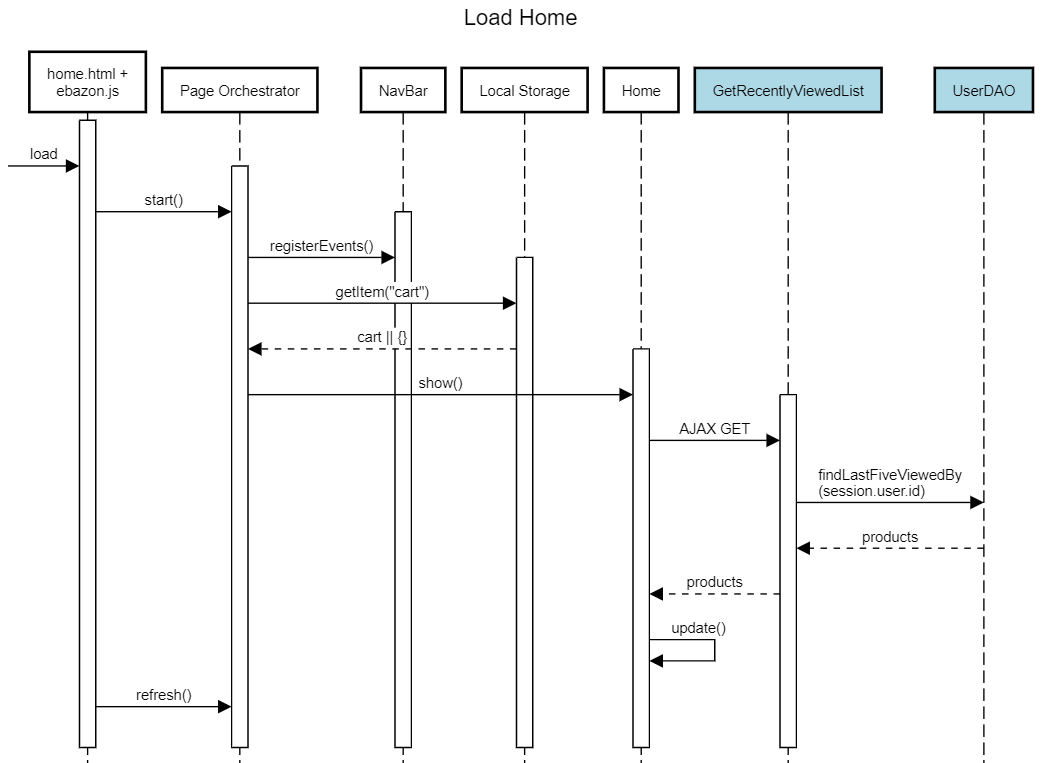 Load Home
home.html +
ebazon.js
Page Orchestrator
NavBar
Local Storage
Home
GetRecentlyViewedList
UserDAO
load
start()
registerEvents()
getItem("cart")
cart || {}
show()
AJAX GET
findLastFiveViewedBy
(session.user.id)
products
products
update()
refresh()